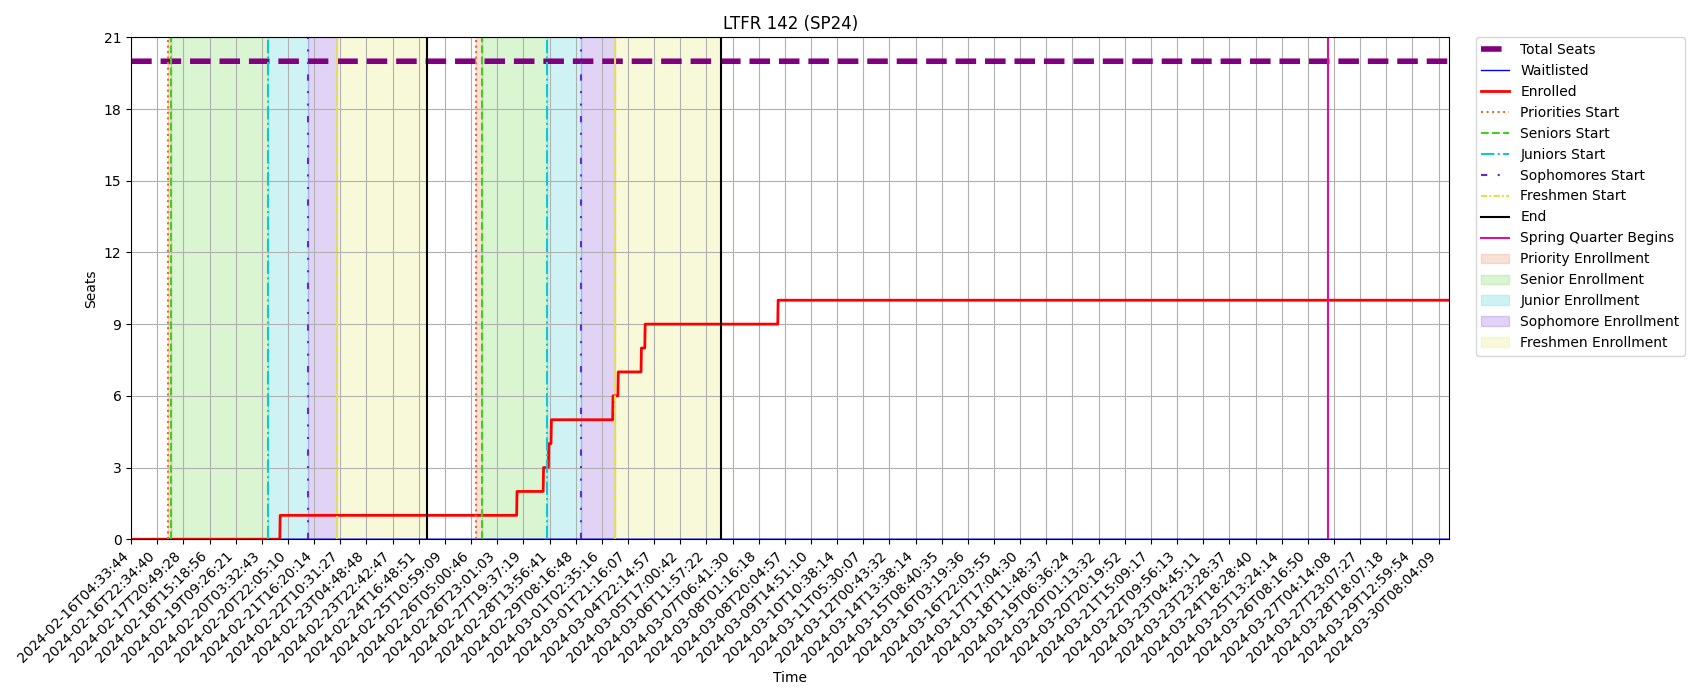 LTFR 142 (SP24)
21
18
15
12
9
6
3
0
Seats
2024-02-16T04:33:44
2024-02-16T22:34:40
2024-02-17T20:49:28
2024-02-18T15:18:56
2024-02-19T09:26:21
2024-02-20T03:32:43
2024-02-20T22:05:10
2024-02-21T16:20:14
2024-02-22T10:31:27
2024-02-23T04:48:48
2024-02-23T22:42:47
2024-02-24T16:48:51
2024-02-25T10:59:09
2024-02-26T05:00:46
2024-02-26T23:01:03
2024-02-27T19:37:19
2024-02-28T13:56:41
2024-02-29T08:16:48
2024-03-01T02:35:16
2024-03-01T21:16:07
2024-03-04T22:14:57
2024-03-05T17:00:42
2024-03-06T11:57:22
2024-03-07T06:41:30
2024-03-08T01:16:18
2024-03-08T20:04:57
2024-03-09T14:51:10
2024-03-10T10:38:14
2024-03-11T05:30:07
2024-03-12T00:43:32
2024-03-14T13:38:14
2024-03-15T08:40:35
2024-03-16T03:19:36
2024-03-16T22:03:55
2024-03-17T17:04:30
2024-03-18T11:48:37
2024-03-19T06:36:24
2024-03-20T01:13:32
2024-03-20T20:19:52
2024-03-21T15:09:17
2024-03-22T09:56:13
2024-03-23T04:45:11
2024-03-23T23:28:37
2024-03-24T18:28:40
2024-03-25T13:24:14
2024-03-26T08:16:50
2024-03-27T04:14:08
2024-03-27T23:07:27
2024-03-28T18:07:18
2024-03-29T12:59:54
2024-03-30T08:04:09
Time
Total Seats
Waitlisted
Enrolled
Priorities Start
Seniors Start
Juniors Start
Sophomores Start
Freshmen Start
End
Spring Quarter Begins
Priority Enrollment
Senior Enrollment
Junior Enrollment
Sophomore Enrollment
Freshmen Enrollment